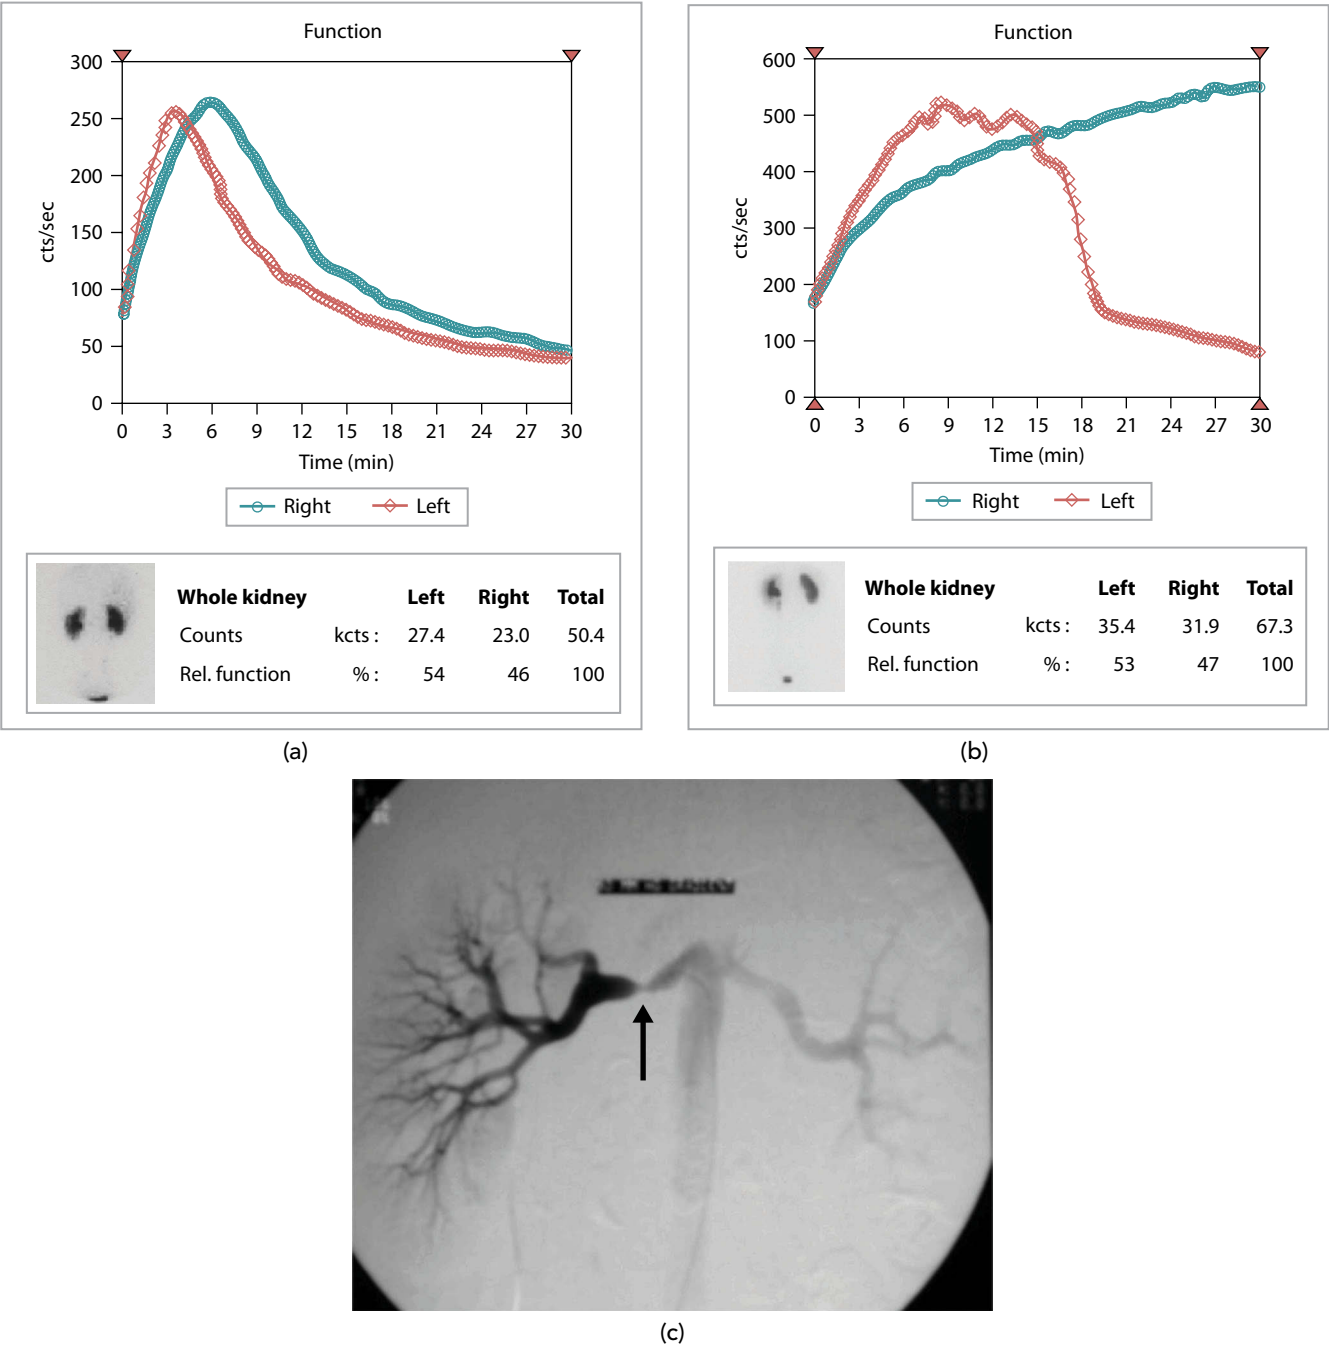 Function
300
250
200
150
100
50
0
cts/sec
0 3 6 9 12 15 18 21 24 27 30
Time (min)
Right Left
Whole kidney Left Right Total
Counts kcts : 27.4 23.0 50.4
Rel. function % : 54 46 100
(a)
Function
600
500
400
300
200
100
0
cts/sec
0 3 6 9 12 15 18 21 24 27 30
Time (min)
Right Left
Whole kidney Left Right Total
Counts kcts : 35.4 31.9 67.3
Rel. function % : 53 47 100
(b)
(c)